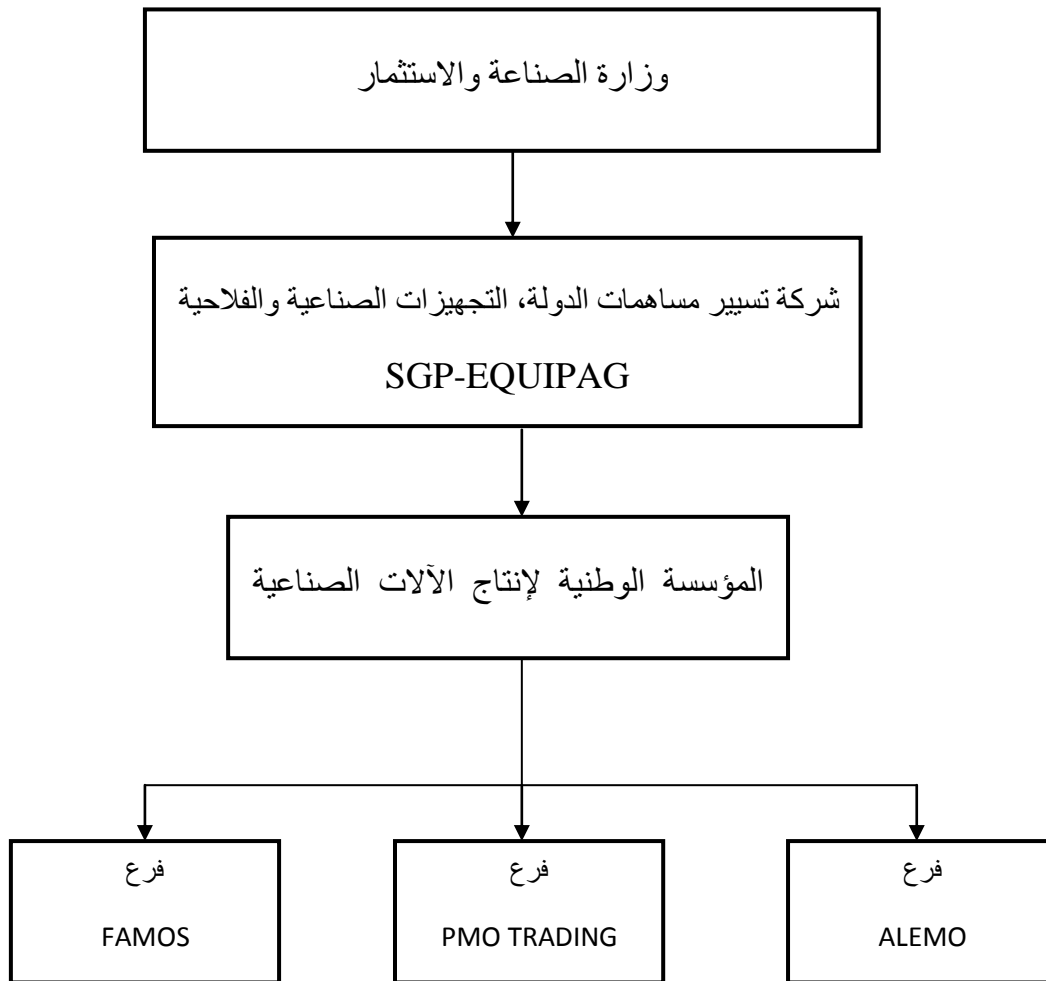 وزارة الصناعة والاستثمار
شركة تسيير مساهمات الدولة، التجهيزات الصناعية والفلاحية
SGP-EQUIPAG
المؤسسة الوطنية لإنتاج الآلات الصناعية
فرع
FAMOS
فرع
PMO TRADING
فرع
ALEMO